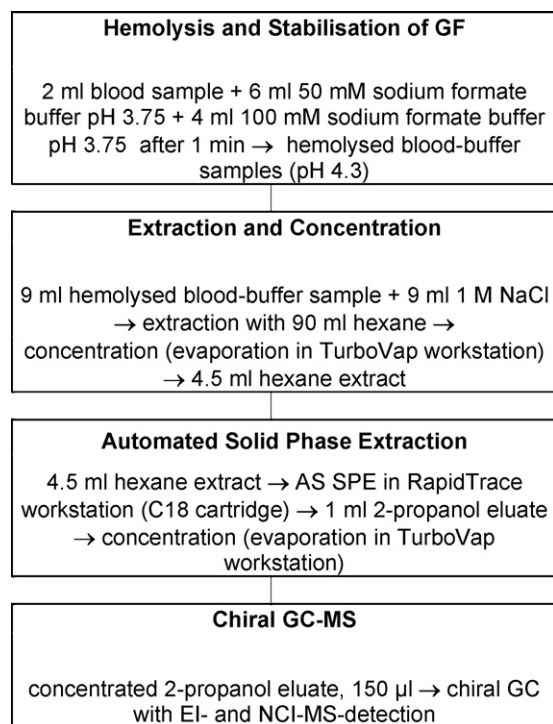 Hemolysis and Stabilisation of GF
2 ml blood sample + 6 ml 50 mM sodium formate
buffer pH 3.75 + 4 ml 100 mM sodium formate buffer
pH 3.75 after 1 min → hemolysed blood-buffer
samples (pH 4.3)
Extraction and Concentration
9 ml hemolysed blood-buffer sample + 9 ml 1 M NaCl
→ extraction with 90 ml hexane →
concentration (evaporation in TurboVap workstation)
→ 4.5 ml hexane extract
Automated Solid Phase Extraction
4.5 ml hexane extract → AS SPE in RapidTrace
workstation (C18 cartridge) → 1 ml 2-propanol eluate
→ concentration (evaporation in TurboVap
workstation)
Chiral GC-MS
concentrated 2-propanol eluate, 150 µl → chiral GC
with EI- and NCI-MS-detection